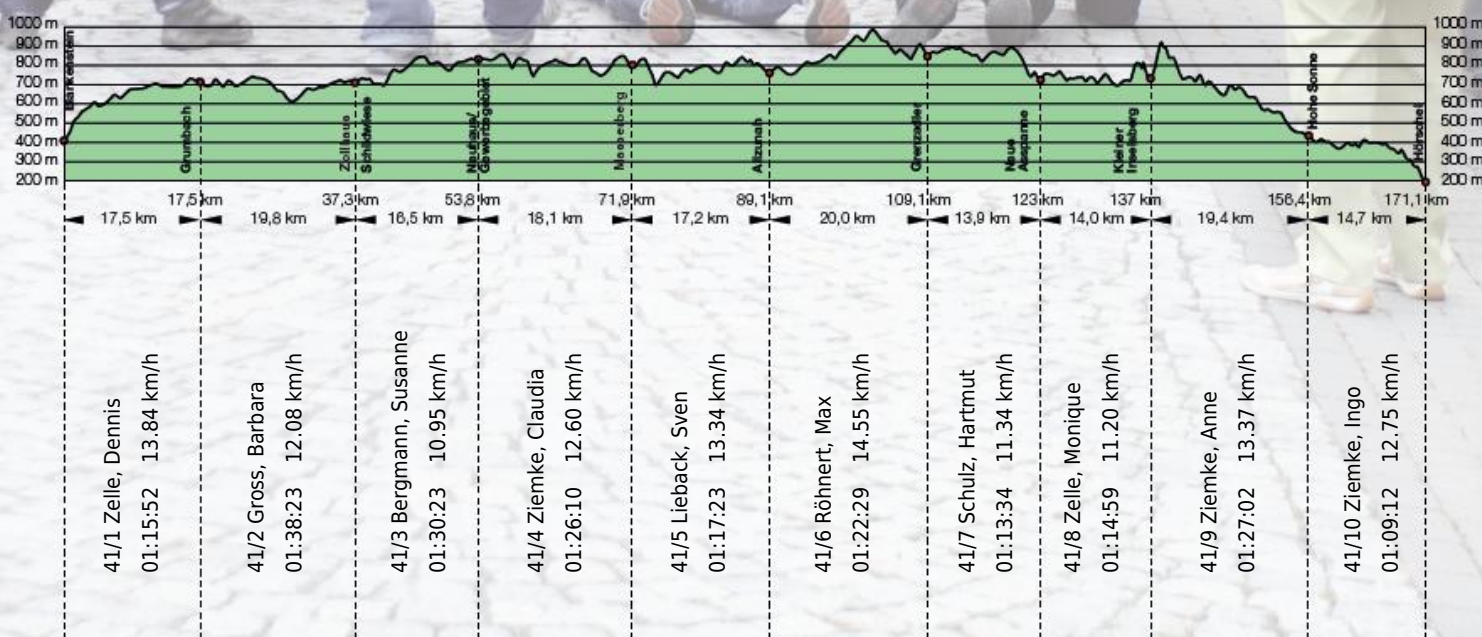 1000 m
900 m
800 m
700 m
600 m
500 m
400 m
300 m
200 m
1000 m
900 m
800 m
700 m
600 m
500 m
400 m
300 m
200 m
Blankenstein
Grumbach
Zollhaus
Schildwiese
Neuhaus/
Masserberg
Allzunah
Grenzadler
Neue
Ausspanne
Kleiner
Inselsberg
Hohe Sonne
Hörschel
17,5 km 37,3 km 53,8 km 71,9 km 89,1 km 109,1 km 123 km 137 km 156,4 km 171,1 km
17,5 km 19,8 km 16,5 km 18,1 km 17,2 km 20,0 km 13,9 km 14,0 km 19,4 km 14,7 km
41/1 Zelle, Dennis
01:15:52 13.84 km/h
41/2 Gross, Barbara
01:38:23 12.08 km/h
41/3 Bergmann, Susanne
01:30:23 10.95 km/h
41/4 Ziemke, Claudia
01:26:10 12.60 km/h
41/5 Lieback, Sven
01:17:23 13.34 km/h
41/6 Röhnert, Max
01:22:29 14.55 km/h
41/7 Schulz, Hartmut
01:13:34 11.34 km/h
41/8 Zelle, Monique
01:14:59 11.20 km/h
41/9 Ziemke, Anne
01:27:02 13.37 km/h
41/10 Ziemke, Ingo
01:09:12 12.75 km/h